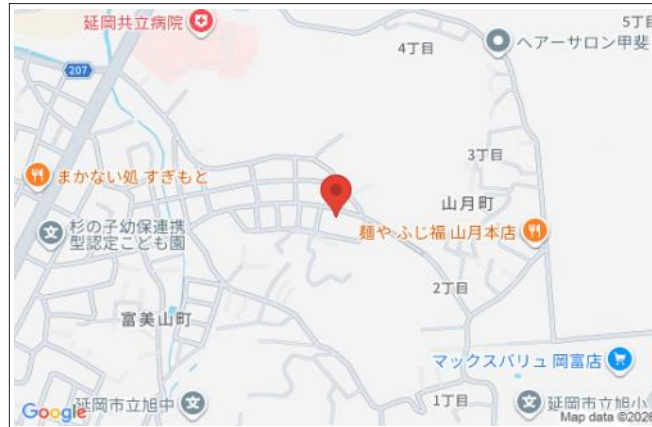 延岡共立病院
5丁目
4丁目
ヘアーサロン甲斐
207
3丁目
まかない処 すぎもと
山月町
杉の子幼保連携
型認定こども園
麺や ふじ福 山月本店
2丁目
富美山町
マックスバリュ 岡富店
1丁目
Google
延岡市立旭中
延岡市立旭小
Map data ©2026